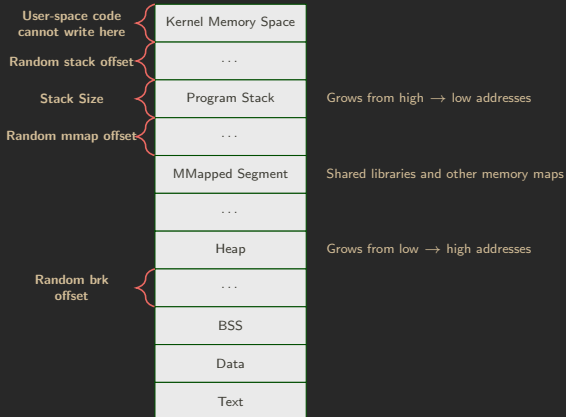 User-space code
cannot write here
Kernel Memory Space
Random stack offset
...
Stack Size
Program Stack
Grows from high → low addresses
Random mmap offset
...
MMapped Segment
Shared libraries and other memory maps
...
Heap
Grows from low → high addresses
Random brk
offset
...
BSS
Data
Text